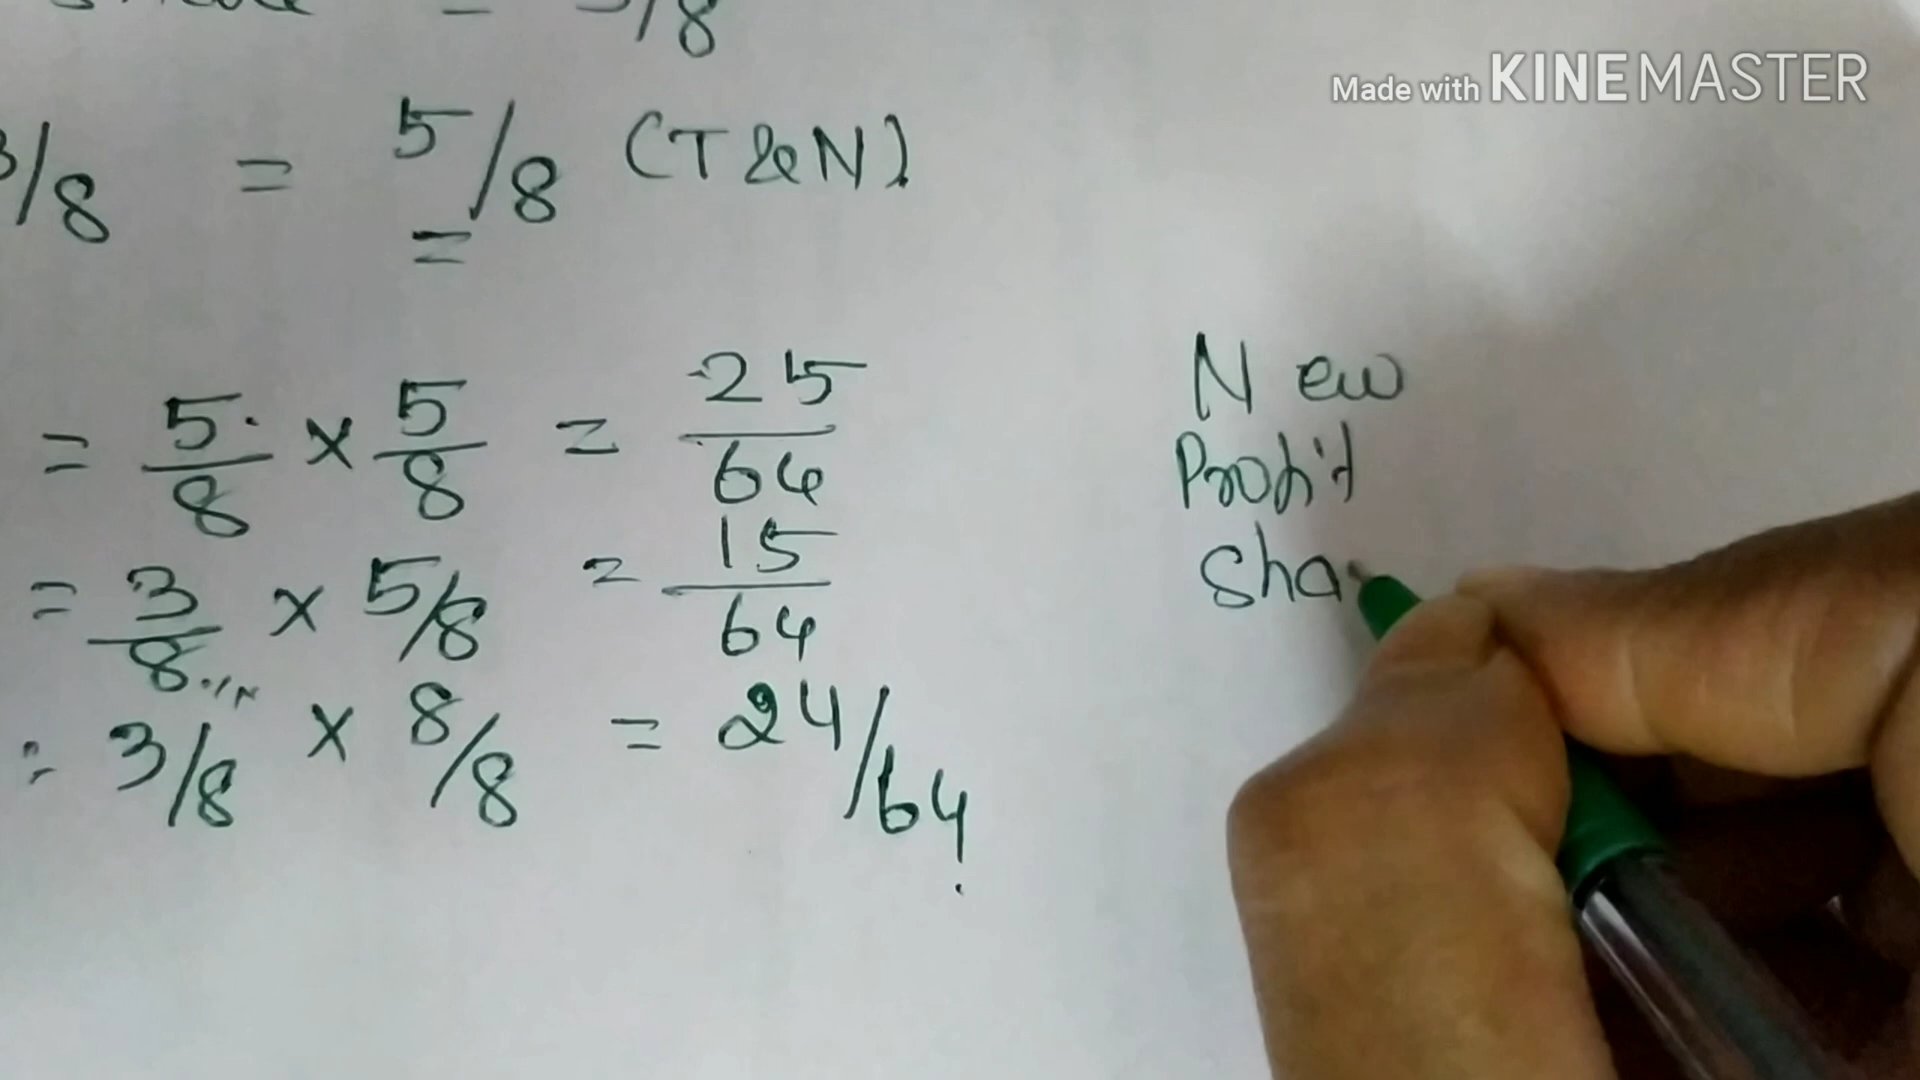 /8
Made with KINEMASTER
3/8 = 5/8 (T&N)
=
= 5/8 × 5/8 = 25/64
= 3/8 × 5/8 = 15/64
= 3/8 × 8/8 = 24/64
New
Profit
Sha